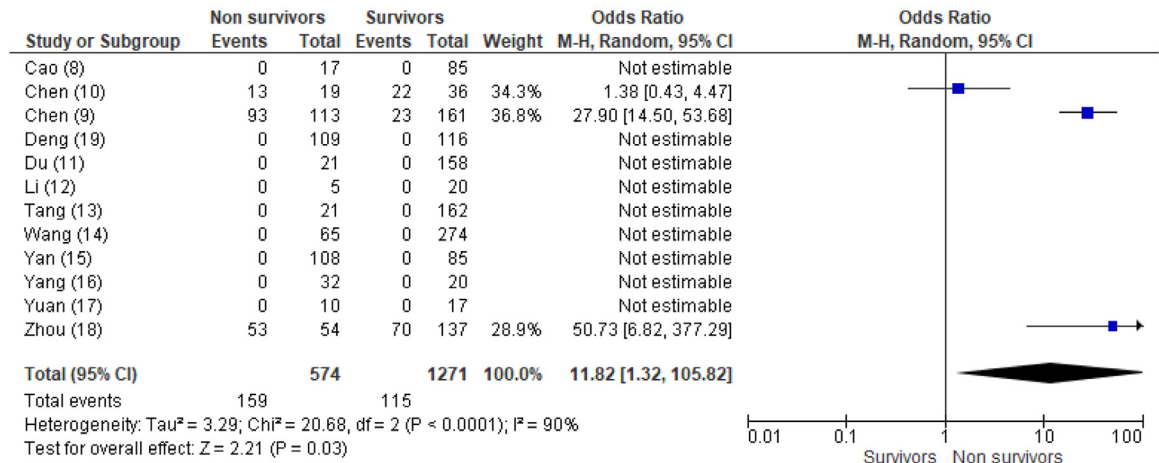 Non survivors Survivors Odds Ratio Odds Ratio
Study or Subgroup Events Total Events Total Weight M-H, Random, 95% CI M-H, Random, 95% CI
Cao (8) 0 17 0 85 Not estimable
Chen (10) 13 19 22 36 34.3% 1.38 [0.43, 4.47]
Chen (9) 93 113 23 161 36.8% 27.90 [14.50, 53.68]
Deng (19) 0 109 0 116 Not estimable
Du (11) 0 21 0 158 Not estimable
Li (12) 0 5 0 20 Not estimable
Tang (13) 0 21 0 162 Not estimable
Wang (14) 0 65 0 274 Not estimable
Yan (15) 0 108 0 85 Not estimable
Yang (16) 0 32 0 20 Not estimable
Yuan (17) 0 10 0 17 Not estimable
Zhou (18) 53 54 70 137 28.9% 50.73 [6.82, 377.29]
Total (95% CI) 574 1271 100.0% 11.82 [1.32, 105.82]
Total events 159 115
Heterogeneity: Tau² = 3.29; Chi² = 20.68, df = 2 (P < 0.0001); I² = 90%
Test for overall effect: Z = 2.21 (P = 0.03)
0.01 0.1 1 10 100
Survivors Non survivors